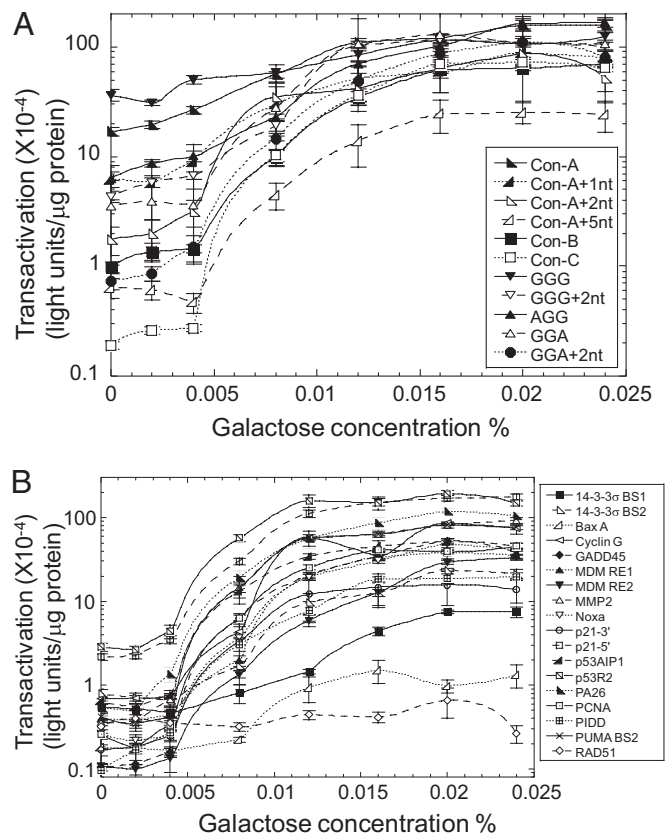 A
Transactivation (X10-4)
(light units/µg protein)
100
10
1
0.1
0
0.005
0.010
0.015
0.020
0.025
Galactose concentration %
Con-A
Con-A+1nt
Con-A+2nt
Con-A+5nt
Con-B
Con-C
GGG
GGG+2nt
AGG
GGA
GGA+2nt
B
Transactivation (X10-4)
(light units/µg protein)
100
10
1
0.1
0
0.005
0.010
0.015
0.020
0.025
Galactose concentration %
14-3-3σ BS1
14-3-3σ BS2
Bax A
Cyclin G
GADD45
MDM RE1
MDM RE2
MMP2
Noxa
p21-3'
p21-5'
p53AIP1
p53R2
PA26
PCNA
PIDD
PUMA BS2
RAD51